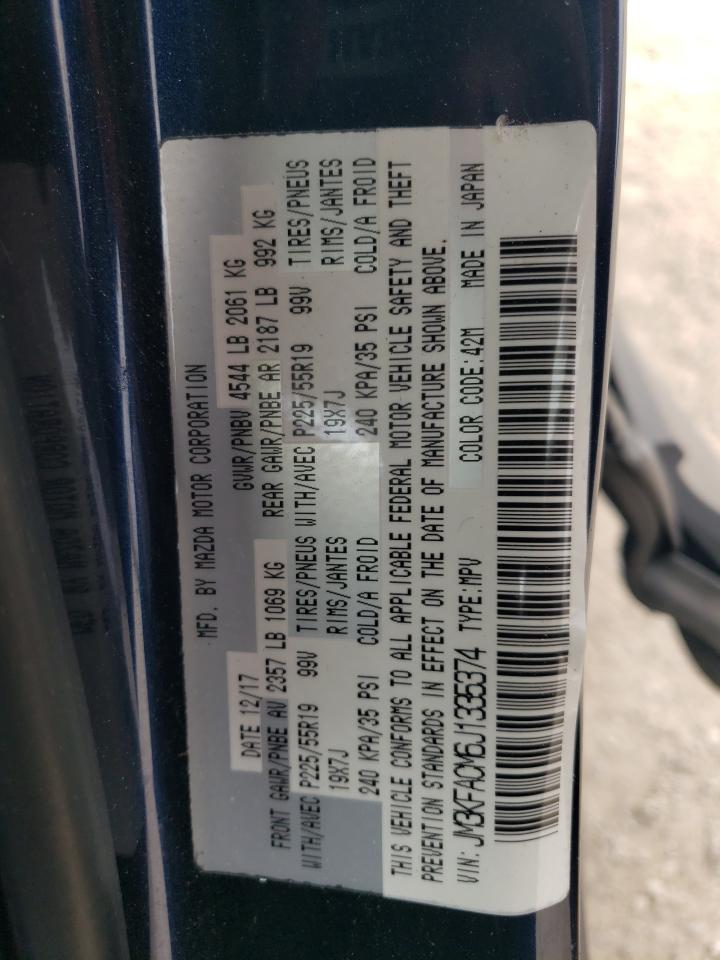 MFD. BY MAZDA MOTOR CORPORATION
DATE 12/17 GVWR/PNBV 4544 LB 2061 KG
FRONT GAWR/PNBE AV 2357 LB 1069 KG REAR GAWR/PNBE AR 2187 LB 992 KG
WITH/AVEC P225/55R19 99V TIRES/PNEUS WITH/AVEC P225/55R19 99V TIRES/PNEUS
19X7J RIMS/JANTES 19X7J RIMS/JANTES
240 KPA/35 PSI COLD/A FROID 240 KPA/35 PSI COLD/A FROID
THIS VEHICLE CONFORMS TO ALL APPLICABLE FEDERAL MOTOR VEHICLE SAFETY AND THEFT
PREVENTION STANDARDS IN EFFECT ON THE DATE OF MANUFACTURE SHOWN ABOVE.
VIN: JM3KFACM6J1335374 TYPE:MPV COLOR CODE:42M MADE IN JAPAN